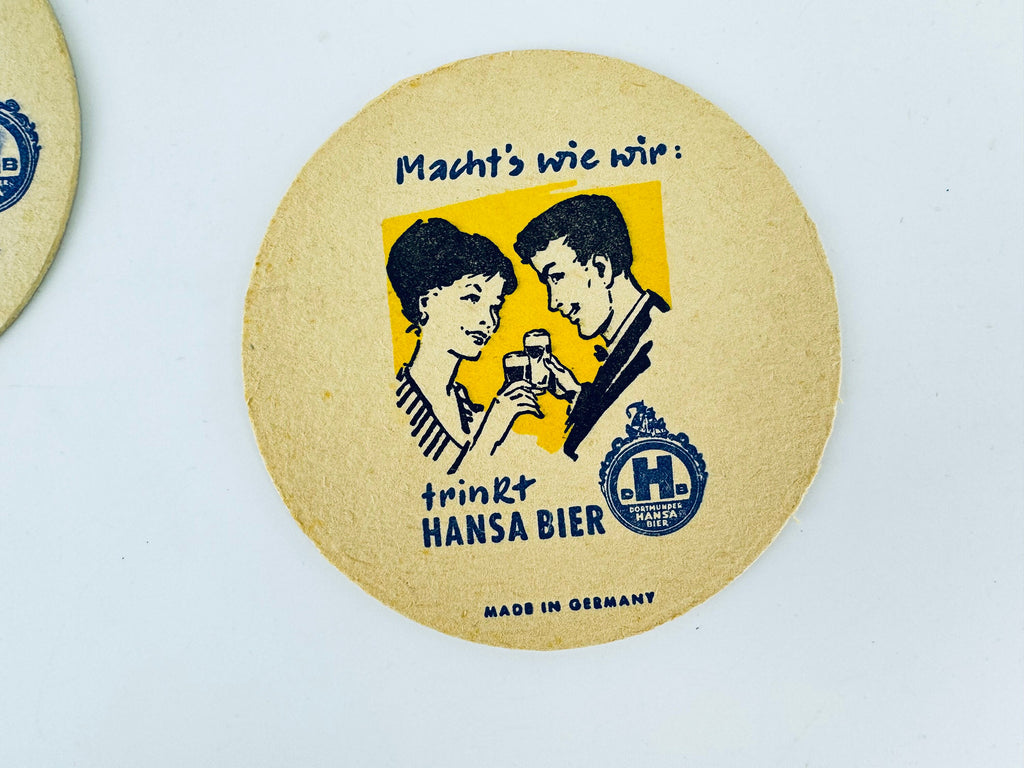 Macht's wie wir:
trinkt
HANSA BIER
H
D B
DORTMUNDER
HANSA
BIER
MADE IN GERMANY
B